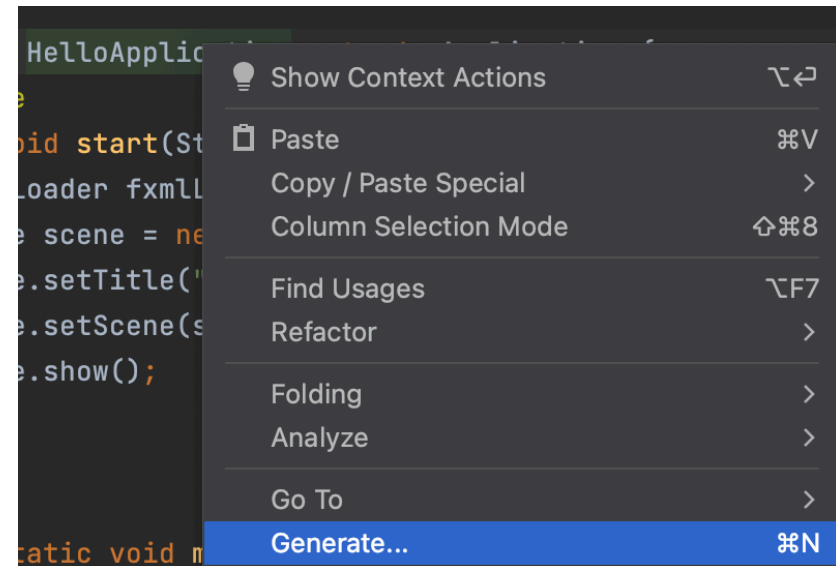 HelloApplic
Show Context Actions ⌥⏎
oid start(St
Paste ⌘V
Loader fxmlL
Copy / Paste Special >
e scene = ne
Column Selection Mode ⇧⌘8
e.setTitle("
Find Usages ⌥F7
e.setScene(s
Refactor >
e.show();
Folding >
Analyze >
Go To >
tatic void m
Generate... ⌘N